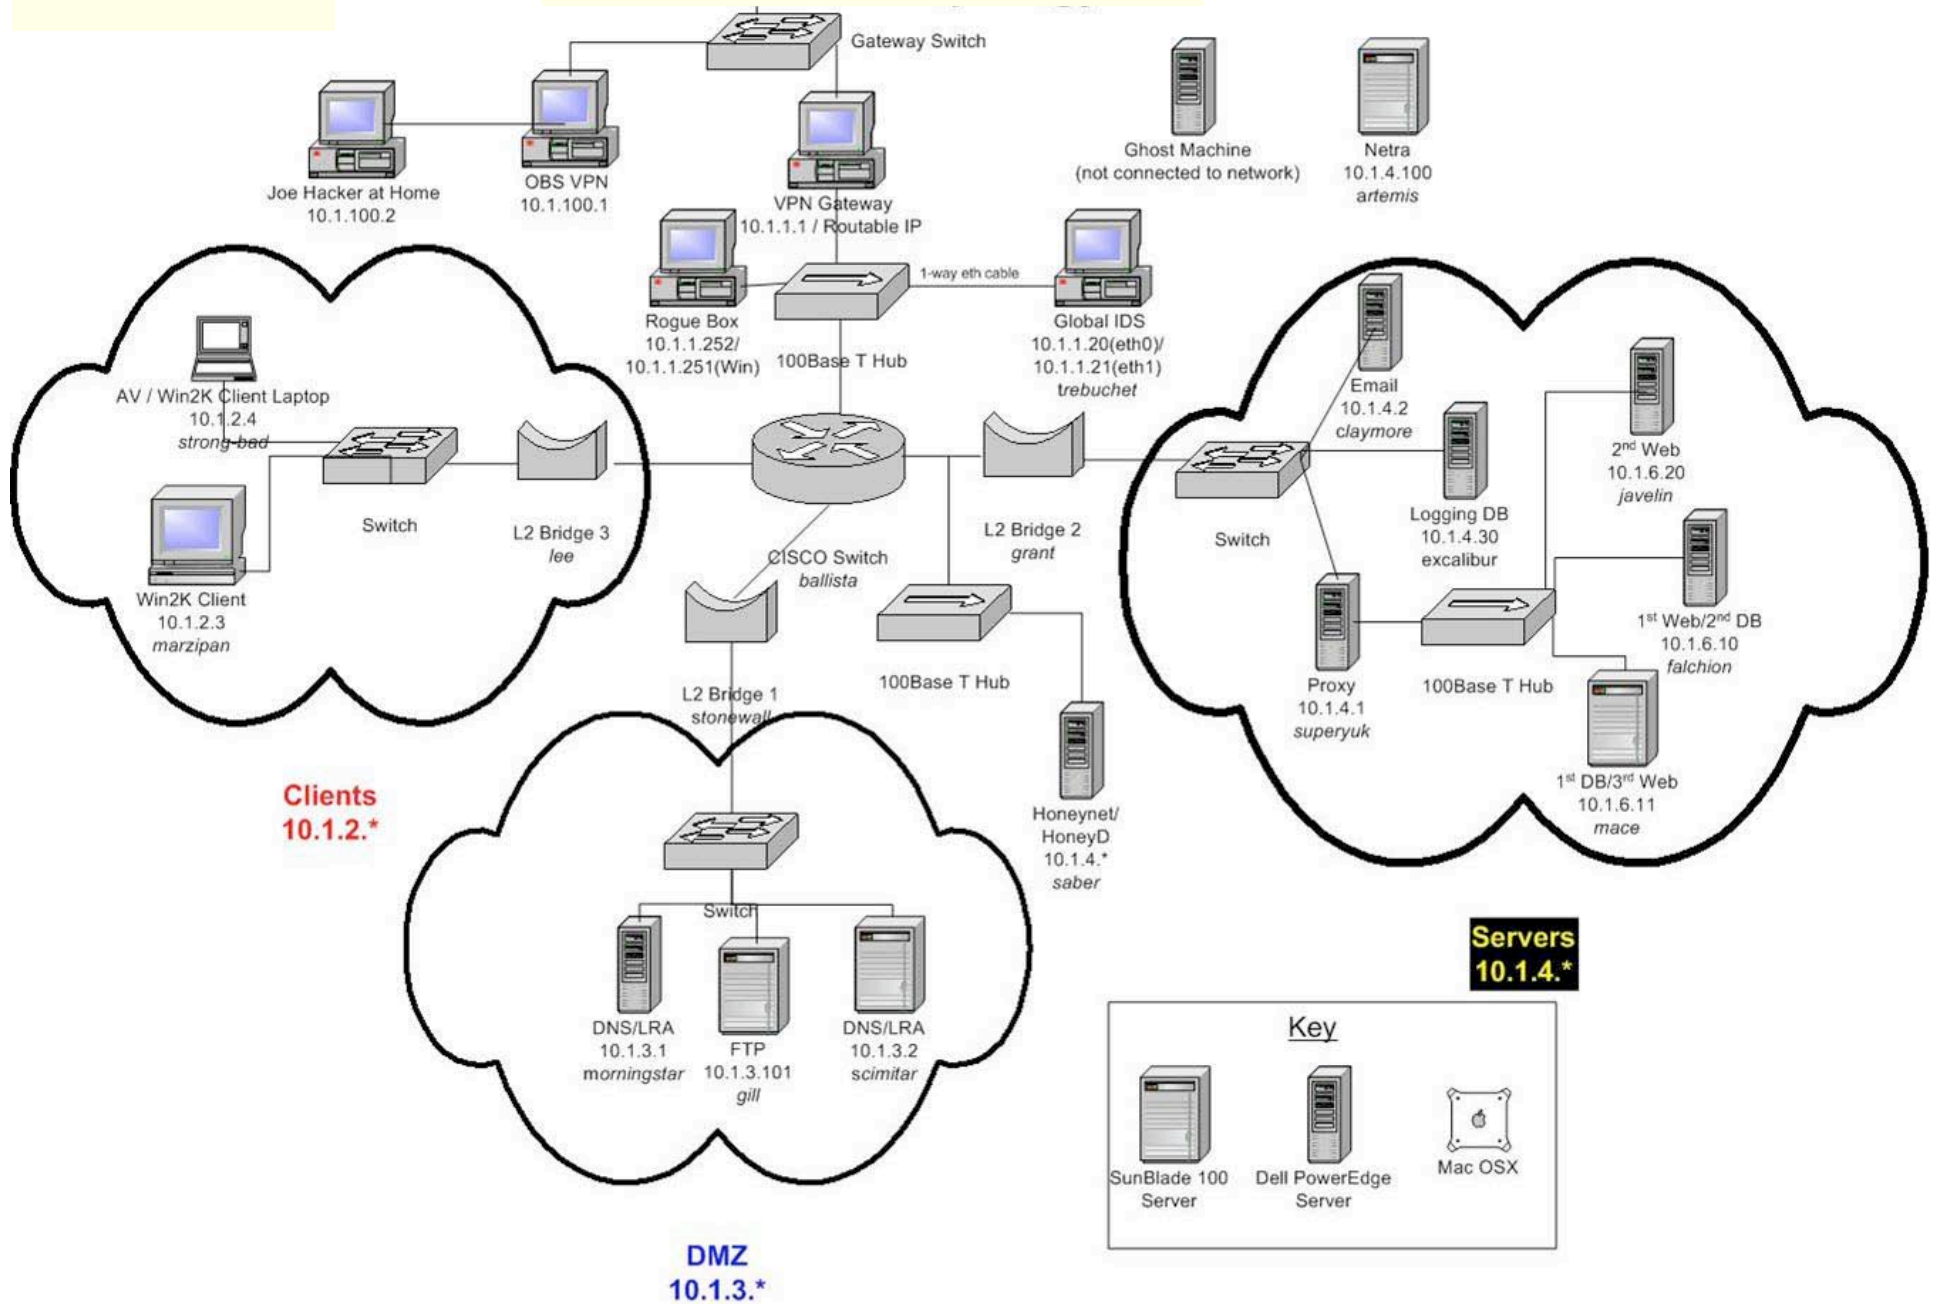 Gateway Switch
Joe Hacker at Home
10.1.100.2
OBS VPN
10.1.100.1
VPN Gateway
10.1.1.1 / Routable IP
Ghost Machine
(not connected to network)
Netra
10.1.4.100
artemis
Rogue Box
10.1.1.252/
10.1.1.251(Win)
100Base T Hub
1-way eth cable
Global IDS
10.1.1.20(eth0)/
10.1.1.21(eth1)
trebuchet
AV / Win2K Client Laptop
10.1.2.4
strong-bad
Switch
L2 Bridge 3
lee
Win2K Client
10.1.2.3
marzipan
Clients
10.1.2.*
CISCO Switch
ballista
L2 Bridge 2
grant
L2 Bridge 1
stonewall
100Base T Hub
Honeynet/
HoneyD
10.1.4.*
saber
Email
10.1.4.2
claymore
Switch
Logging DB
10.1.4.30
excalibur
2nd Web
10.1.6.20
javelin
1st Web/2nd DB
10.1.6.10
falchion
Proxy
10.1.4.1
superyuk
100Base T Hub
1st DB/3rd Web
10.1.6.11
mace
Servers
10.1.4.*
Switch
DNS/LRA
10.1.3.1
morningstar
FTP
10.1.3.101
gill
DNS/LRA
10.1.3.2
scimitar
DMZ
10.1.3.*
Key
SunBlade 100
Server
Dell PowerEdge
Server
Mac OSX